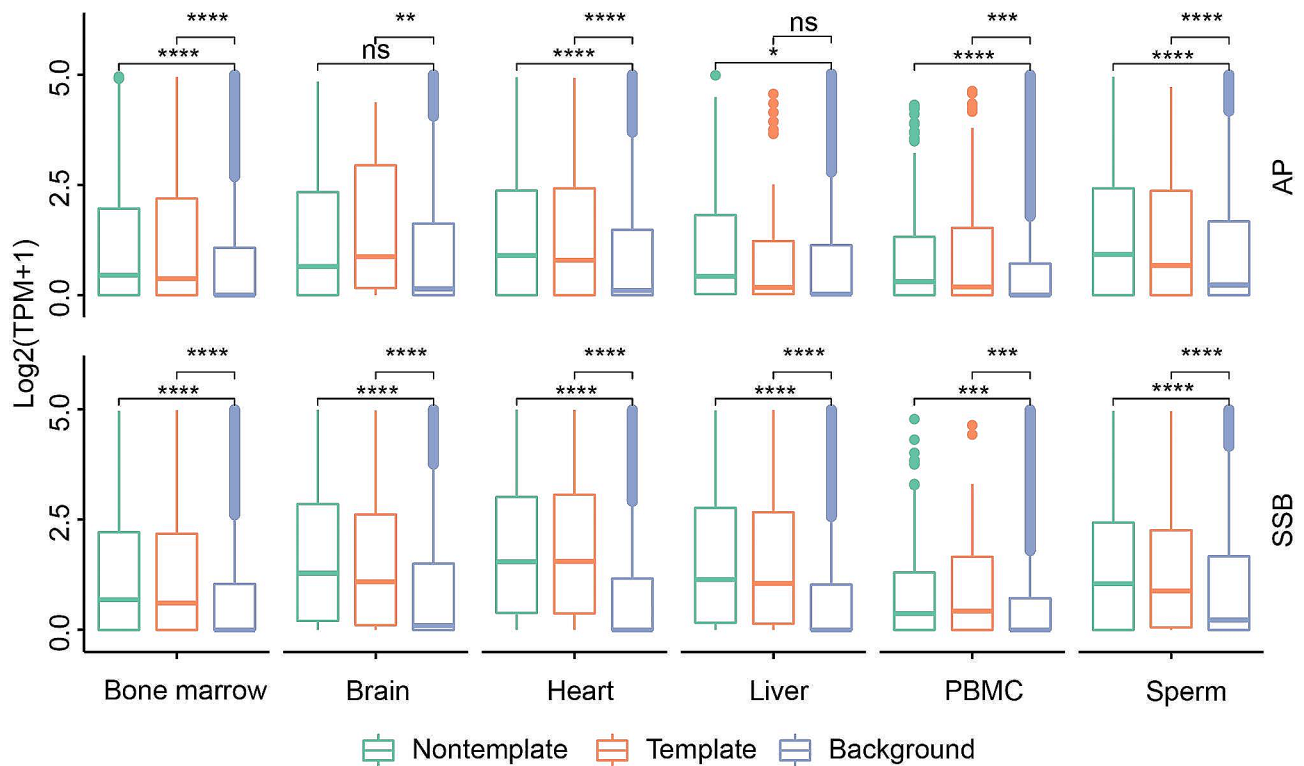 **** ** **** ns *** ****
**** ns **** * **** ****
5.0
2.5
0.0
AP
Log2(TPM+1)
**** **** **** **** *** ****
**** **** **** **** *** ****
5.0
2.5
0.0
SSB
Bone marrow Brain Heart Liver PBMC Sperm
Nontemplate Template Background